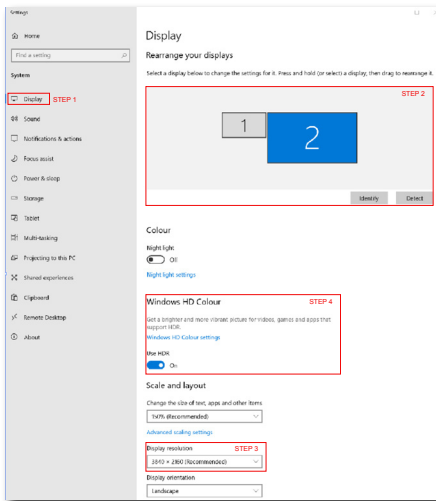 Settings
Home
Find a setting
System
Display STEP 1
Sound
Notifications & actions
Focus assist
Power & sleep
Storage
Tablet
Multi-tasking
Projecting to this PC
Shared experiences
Clipboard
Remote Desktop
About
Display
Rearrange your displays
Select a display below to change the settings for it. Press and hold (or select) a display, then drag to rearrange it.
STEP 2
1
2
Identify Detect
Colour
Night light
Off
Night light settings
Windows HD Colour STEP 4
Get a brighter and more vibrant picture for videos, games and apps that
support HDR.
Windows HD Colour settings
Use HDR
On
Scale and layout
Change the size of text, apps and other items
150% (Recommended)
Advanced scaling settings
Display resolution STEP 3
3840 × 2160 (Recommended)
Display orientation
Landscape